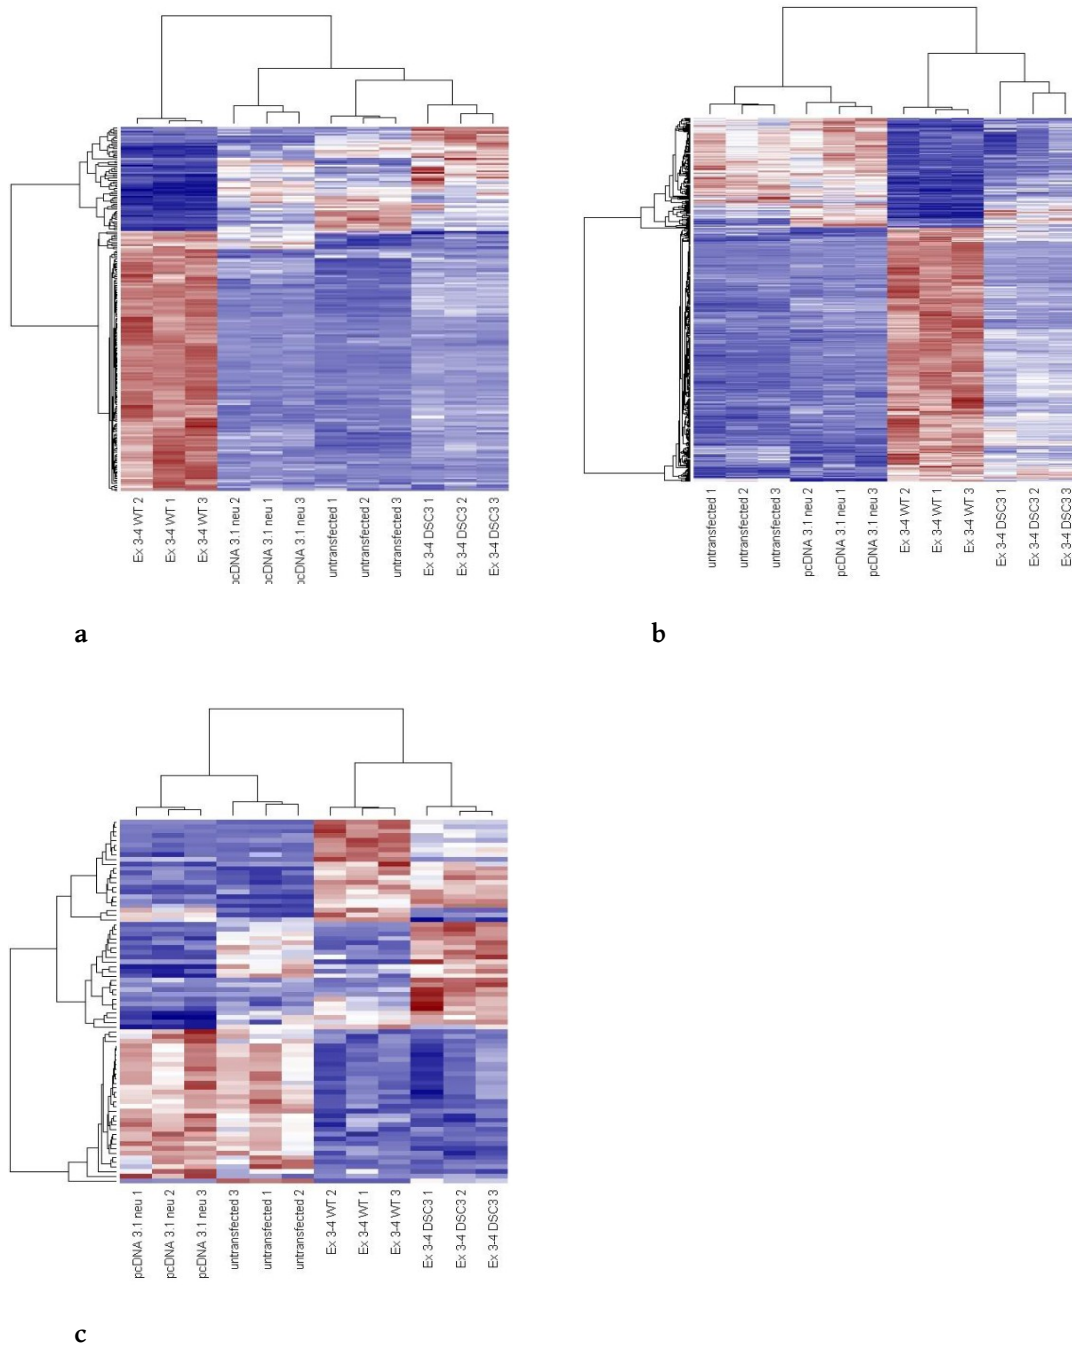 Ex 3-4 WT 2
Ex 3-4 WT 1
Ex 3-4 WT 3
pcDNA 3.1 neu 2
pcDNA 3.1 neu 1
pcDNA 3.1 neu 3
untransfected 1
untransfected 2
untransfected 3
Ex 3-4 DSC3 1
Ex 3-4 DSC3 2
Ex 3-4 DSC3 3
a
untransfected 1
untransfected 2
untransfected 3
pcDNA 3.1 neu 2
pcDNA 3.1 neu 1
pcDNA 3.1 neu 3
Ex 3-4 WT 2
Ex 3-4 WT 1
Ex 3-4 WT 3
Ex 3-4 DSC3 1
Ex 3-4 DSC3 2
Ex 3-4 DSC3 3
b
pcDNA 3.1 neu 1
pcDNA 3.1 neu 2
pcDNA 3.1 neu 3
untransfected 3
untransfected 1
untransfected 2
Ex 3-4 WT 2
Ex 3-4 WT 1
Ex 3-4 WT 3
Ex 3-4 DSC3 1
Ex 3-4 DSC3 2
Ex 3-4 DSC3 3
c